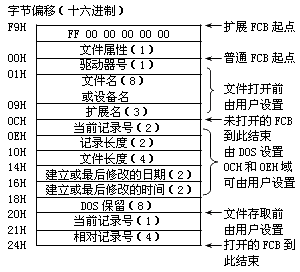 字节偏移(十六进制)
F9H
FF 00 00 00 00 00
扩展 FCB 起点
文件属性(1)
00H
驱动器号(1)
普通 FCB 起点
01H
文件名(8)
或设备名
文件打开前
由用户设置
09H
扩展名(3)
0CH
当前记录号(2)
未打开的 FCB
到此结束
0EH
记录长度(2)
10H
文件长度(4)
由 DOS 设置
OCH 和 OEH 域
可由用户设置
14H
建立或最后修改的日期(2)
16H
建立或最后修改的时间(2)
18H
DOS 保留(8)
20H
当前记录号(1)
文件存取前
由用户设置
21H
相对记录号(4)
24H
打开的 FCB 到
此结束